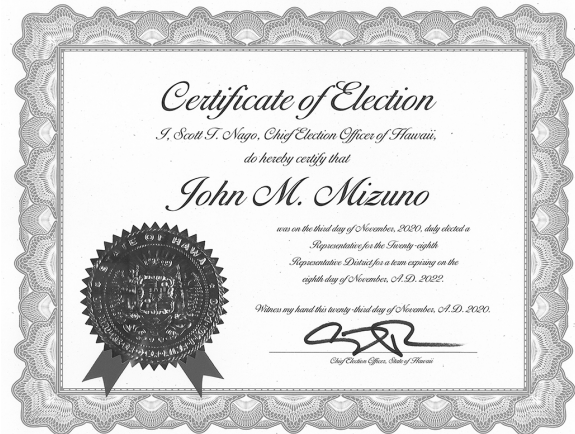 Certificate of Election
I, Scott T. Nago, Chief Election Officer of Hawaii,
do hereby certify that
John M. Mizuno
was on the third day of November, 2020, duly elected a
Representative for the Twenty-eighth
Representative District for a term expiring on the
eighth day of November, A.D. 2022.
Witness my hand this twenty-third day of November, A.D. 2020.
Chief Election Officer, State of Hawaii
STATE OF HAWAII